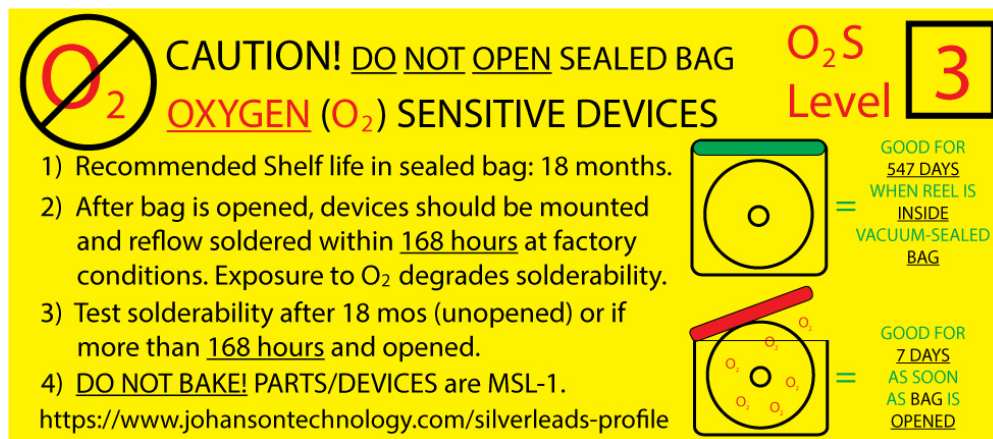 O2
CAUTION! DO NOT OPEN SEALED BAG
OXYGEN (O2) SENSITIVE DEVICES
O2S
Level
3
1) Recommended Shelf life in sealed bag: 18 months.
2) After bag is opened, devices should be mounted
and reflow soldered within 168 hours at factory
conditions. Exposure to O2 degrades solderability.
3) Test solderability after 18 mos (unopened) or if
more than 168 hours and opened.
4) DO NOT BAKE! PARTS/DEVICES are MSL-1.
https://www.johansontechnology.com/silverleads-profile
=
GOOD FOR
547 DAYS
WHEN REEL IS
INSIDE
VACUUM-SEALED
BAG
O2
O2
O2
O2
O2
O2
=
GOOD FOR
7 DAYS
AS SOON
AS BAG IS
OPENED